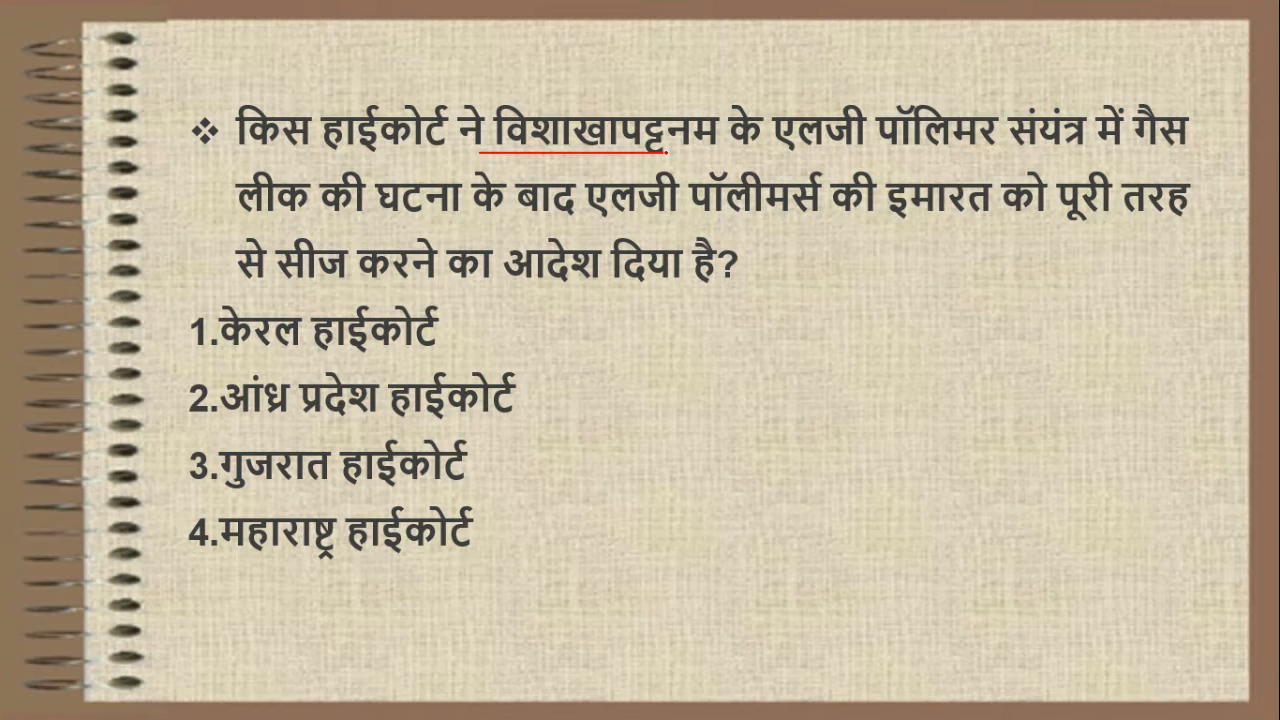 ❖ किस हाईकोर्ट ने विशाखापट्टनम के एलजी पॉलिमर संयंत्र में गैस
लीक की घटना के बाद एलजी पॉलीमर्स की इमारत को पूरी तरह
से सीज करने का आदेश दिया है?
1.केरल हाईकोर्ट
2.आंध्र प्रदेश हाईकोर्ट
3.गुजरात हाईकोर्ट
4.महाराष्ट्र हाईकोर्ट